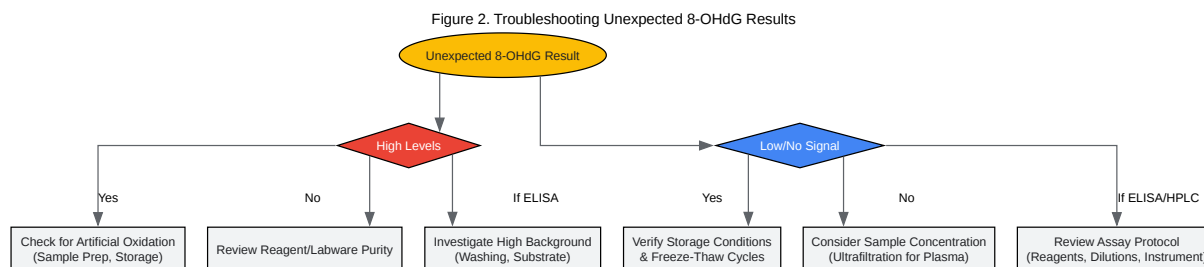 Figure 2. Troubleshooting Unexpected 8-OHdG Results
Unexpected 8-OHdG Result
High Levels
Low/No Signal
Yes
No
If ELISA
Yes
No
If ELISA/HPLC
Check for Artificial Oxidation
(Sample Prep, Storage)
Review Reagent/Labware Purity
Investigate High Background
(Washing, Substrate)
Verify Storage Conditions
& Freeze-Thaw Cycles
Consider Sample Concentration
(Ultrafiltration for Plasma)
Review Assay Protocol
(Reagents, Dilutions, Instrument